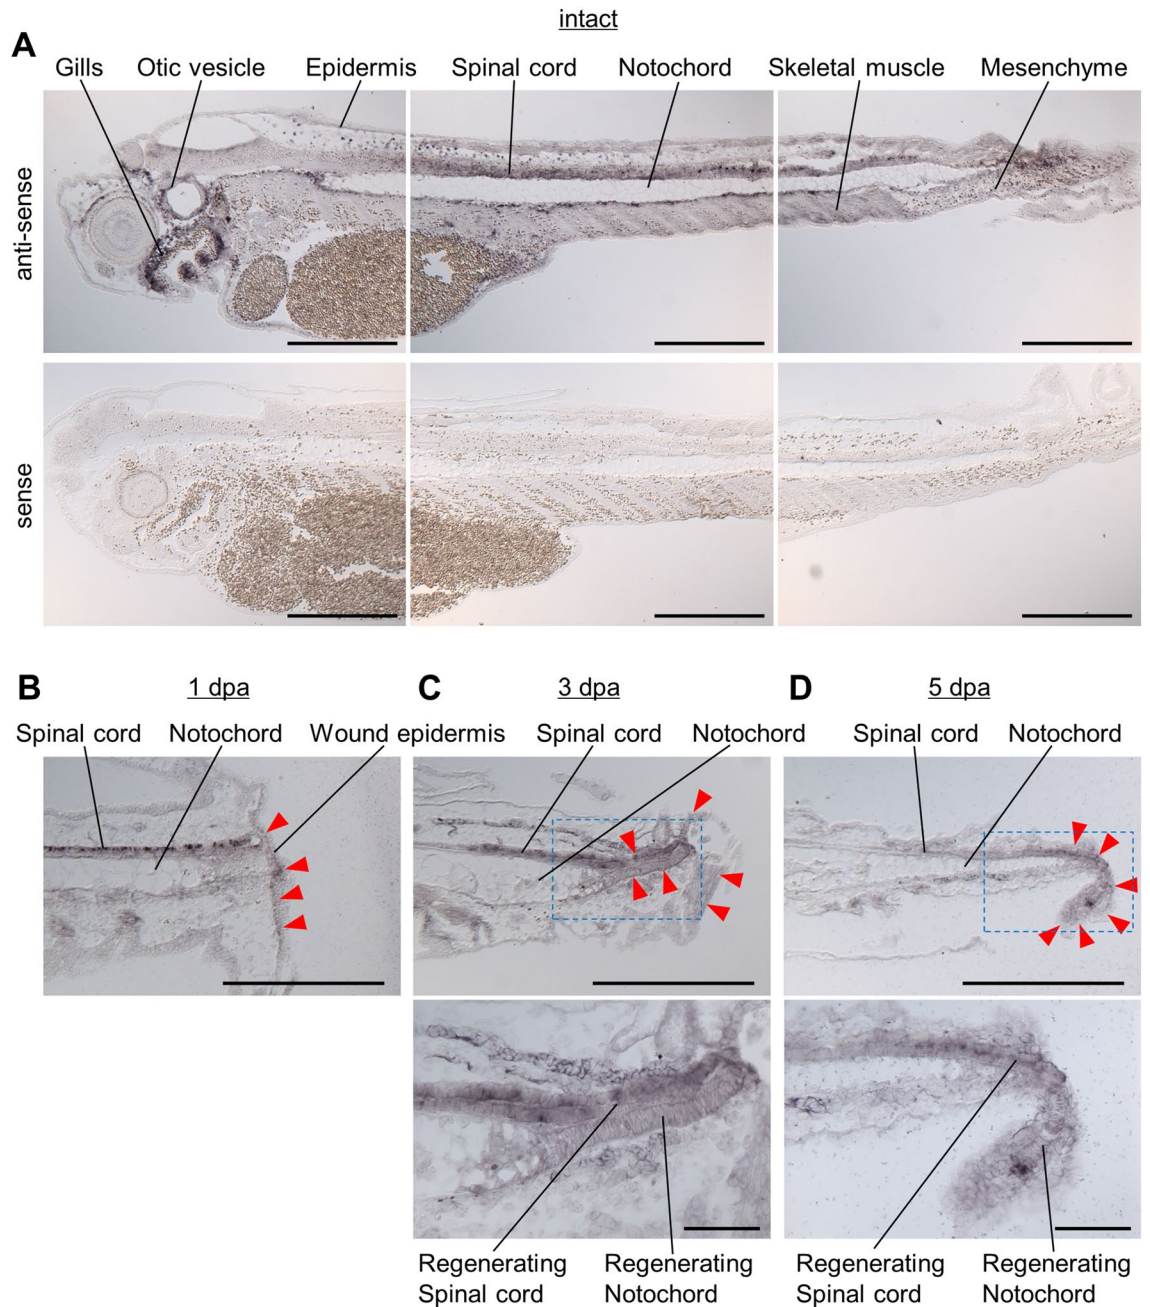 intact
A
Gills Otic vesicle Epidermis Spinal cord Notochord Skeletal muscle Mesenchyme
anti-sense
sense
B 1 dpa C 3 dpa D 5 dpa
Spinal cord Notochord Wound epidermis Spinal cord Notochord Spinal cord Notochord
Regenerating Regenerating Regenerating Regenerating
Spinal Cord Notochord Spinal Cord Notochord